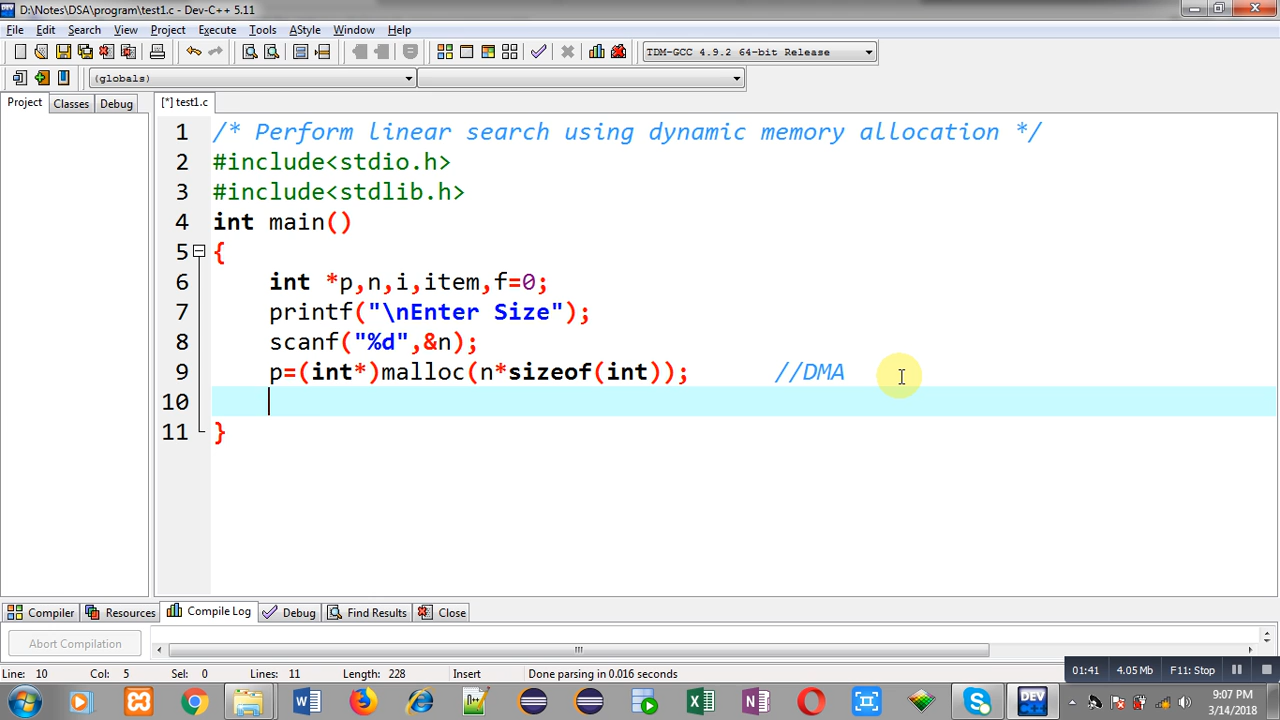 D:\Notes\DSA\program\test1.c - Dev-C++ 5.11
File Edit Search View Project Execute Tools AStyle Window Help
TDM-GCC 4.9.2 64-bit Release
(globals)
Project Classes Debug [*] test1.c
1 /* Perform linear search using dynamic memory allocation */
2 #include<stdio.h>
3 #include<stdlib.h>
4 int main()
5 {
6 int *p,n,i,item,f=0;
7 printf("\nEnter Size");
8 scanf("%d",&n);
9 p=(int*)malloc(n*sizeof(int)); //DMA
10
11 }
Compiler Resources Compile Log Debug Find Results Close
Abort Compilation
Line: 10 Col: 5 Sel: 0 Lines: 11 Length: 228 Insert Done parsing in 0.016 seconds
01:41 4.05 Mb F11: Stop
DEV
9:07 PM
3/14/2018